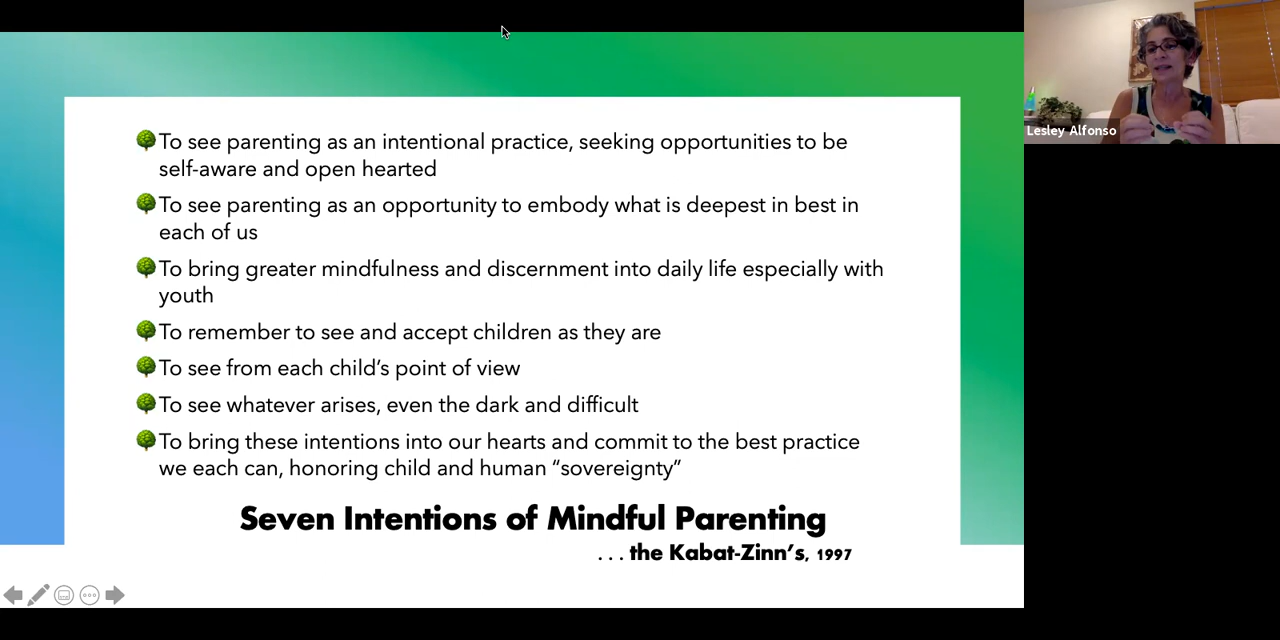 To see parenting as an intentional practice, seeking opportunities to be
self-aware and open hearted
To see parenting as an opportunity to embody what is deepest in best in
each of us
To bring greater mindfulness and discernment into daily life especially with
youth
To remember to see and accept children as they are
To see from each child’s point of view
To see whatever arises, even the dark and difficult
To bring these intentions into our hearts and commit to the best practice
we each can, honoring child and human “sovereignty”
Seven Intentions of Mindful Parenting
. . . the Kabat-Zinn’s, 1997
Lesley Alfonso